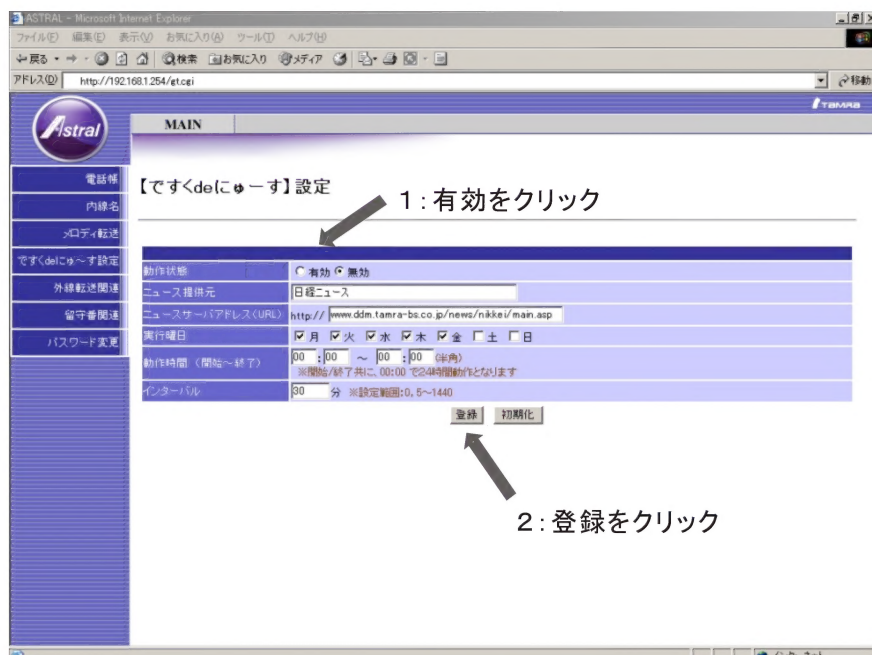 ASTRAL - Microsoft Internet Explorer
ファイル(F) 編集(E) 表示(V) お気に入り(A) ツール(T) ヘルプ(H)
戻る 検索 お気に入り メディア
アドレス(D) http://192.168.1.254/gt.cgi 移動
TAMRA
Astral
MAIN
電話帳
内線名
メロディ転送
ですくdeにゅ～す設定
外線転送関連
留守番関連
パスワード変更
【ですくdeにゅーす】設定
1:有効をクリック
動作状態 有効 無効
ニュース提供元 日経ニュース
ニュースサーバアドレス(URL) http:// www.ddm.tamra-bs.co.jp/news/nikkei/main.asp
実行曜日 月 火 水 木 金 土 日
動作時間(開始～終了) 00 : 00 ～ 00 : 00 (半角)
※開始/終了共に、00:00 で24時間動作となります
インターバル 30 分 ※設定範囲:0, 5~1440
登録 初期化
2:登録をクリック
インターネット